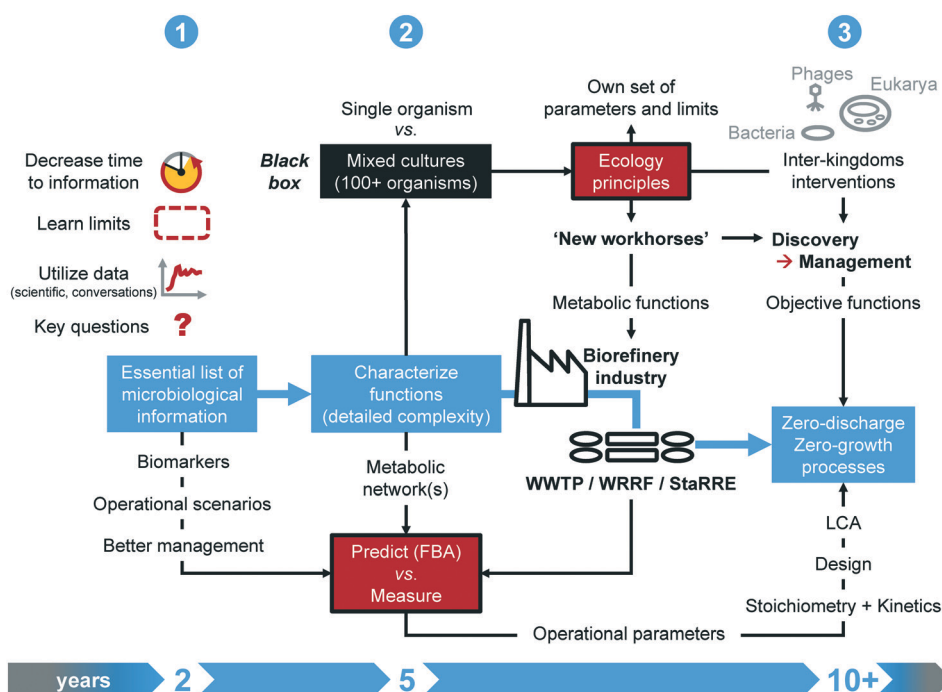 1
2
3
Phages
Eukarya
Bacteria
Decrease time
to information
Learn limits
Utilize data
(scientific, conversations)
Key questions
?
Single organism
vs.
Black
box
Mixed cultures
(100+ organisms)
Own set of
parameters and limits
Ecology
principles
Inter-kingdoms
interventions
'New workhorses'
Discovery
→ Management
Metabolic functions
Objective functions
Biorefinery
industry
Essential list of
microbiological
information
Characterize
functions
(detailed complexity)
Zero-discharge
Zero-growth
processes
WWTP / WRRF / StaRRE
Biomarkers
Operational scenarios
Better management
Metabolic
network(s)
Predict (FBA)
vs.
Measure
LCA
Design
Stoichiometry + Kinetics
Operational parameters
years
2
5
10+